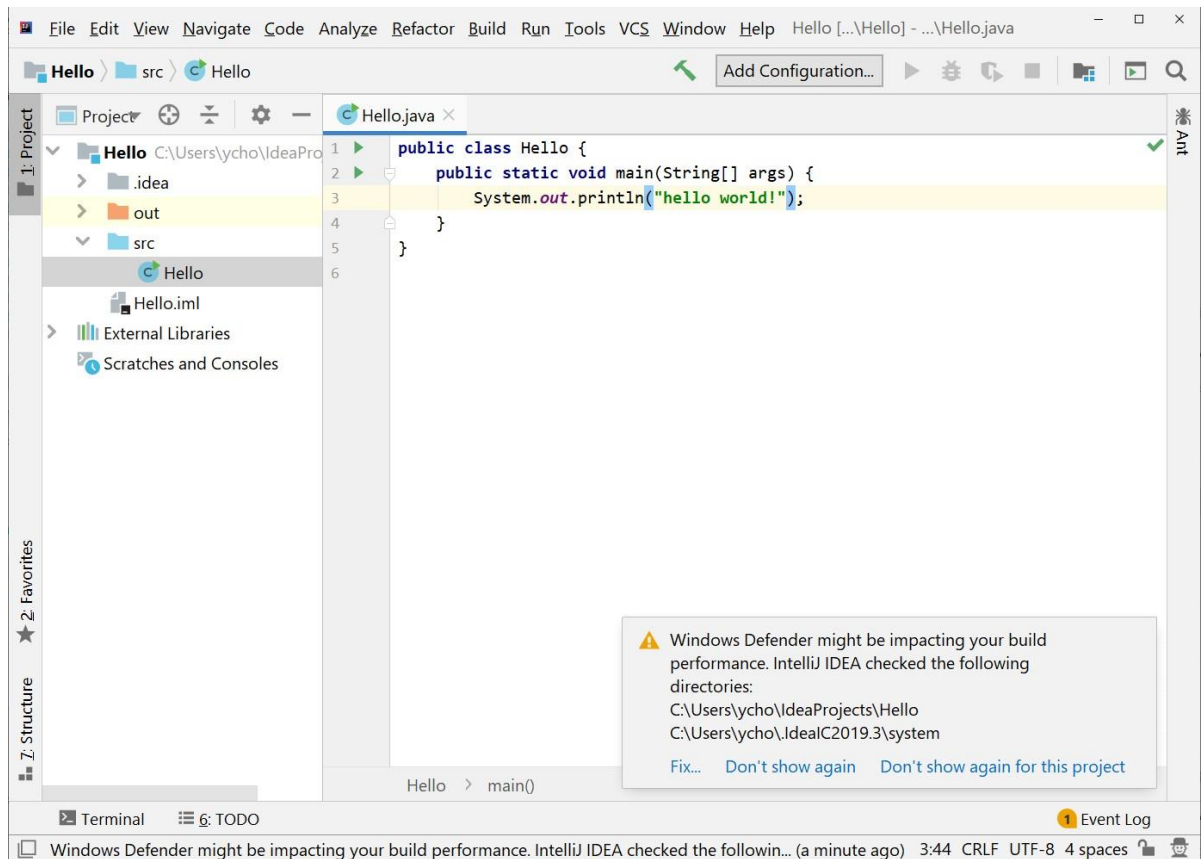 File Edit View Navigate Code Analyze Refactor Build Run Tools VCS Window Help Hello [...\Hello] - ...\Hello.java
Hello src Hello
Add Configuration...
1: Project
Project
Hello C:\Users\ycho\IdeaPro
.idea
out
src
Hello
Hello.iml
External Libraries
Scratches and Consoles
Hello.java
1 public class Hello {
2 public static void main(String[] args) {
3 System.out.println("hello world!");
4 }
5 }
6
Ant
2: Favorites
7: Structure
Windows Defender might be impacting your build
performance. IntelliJ IDEA checked the following
directories:
C:\Users\ycho\IdeaProjects\Hello
C:\Users\ycho\.IdeaIC2019.3\system
Fix... Don't show again Don't show again for this project
Hello > main()
Terminal 6: TODO 1 Event Log
Windows Defender might be impacting your build performance. IntelliJ IDEA checked the followin... (a minute ago) 3:44 CRLF UTF-8 4 spaces